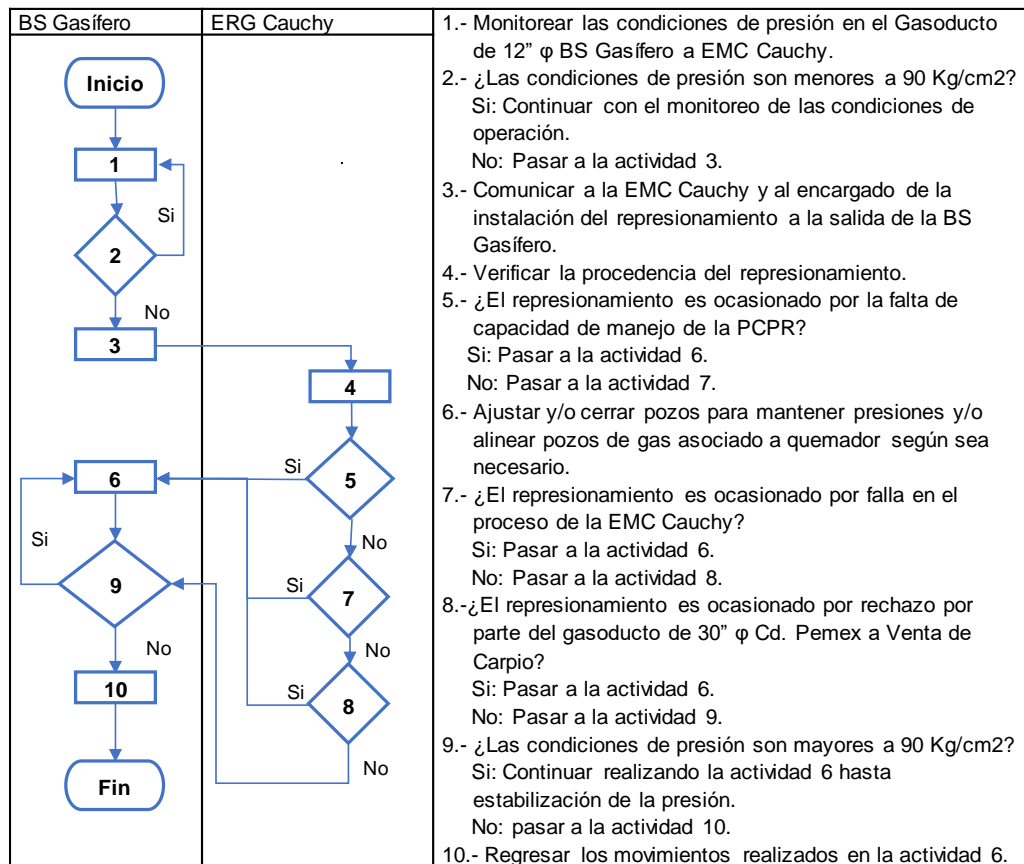 BS Gasífero
ERG Cauchy
Inicio
1
Si
2
No
3
4
Si
5
6
No
Si
Si
7
9
No
No
Si
8
10
No
Fin
1.- Monitorear las condiciones de presión en el Gasoducto
de 12” φ BS Gasífero a EMC Cauchy.
2.- ¿Las condiciones de presión son menores a 90 Kg/cm2?
Si: Continuar con el monitoreo de las condiciones de
operación.
No: Pasar a la actividad 3.
3.- Comunicar a la EMC Cauchy y al encargado de la
instalación del represionamiento a la salida de la BS
Gasífero.
4.- Verificar la procedencia del represionamiento.
5.- ¿El represionamiento es ocasionado por la falta de
capacidad de manejo de la PCPR?
Si: Pasar a la actividad 6.
No: Pasar a la actividad 7.
6.- Ajustar y/o cerrar pozos para mantener presiones y/o
alinear pozos de gas asociado a quemador según sea
necesario.
7.- ¿El represionamiento es ocasionado por falla en el
proceso de la EMC Cauchy?
Si: Pasar a la actividad 6.
No: Pasar a la actividad 8.
8.-¿El represionamiento es ocasionado por rechazo por
parte del gasoducto de 30” φ Cd. Pemex a Venta de
Carpio?
Si: Pasar a la actividad 6.
No: Pasar a la actividad 9.
9.- ¿Las condiciones de presión son mayores a 90 Kg/cm2?
Si: Continuar realizando la actividad 6 hasta
estabilización de la presión.
No: pasar a la actividad 10.
10.- Regresar los movimientos realizados en la actividad 6.